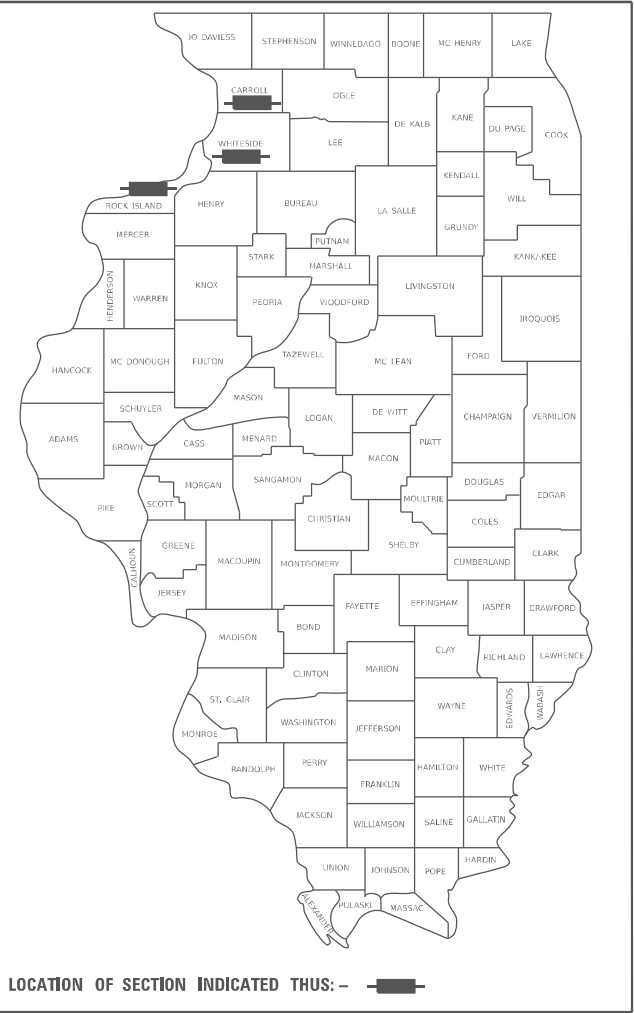 JO DAVIESS STEPHENSON WINNEBAGO BOONE MC HENRY LAKE
CARROLL OGLE
DE KALB KANE DU PAGE COOK
WHITESIDE LEE
KENDALL
WILL
ROCK ISLAND HENRY BUREAU LA SALLE
GRUNDY
MERCER PUTNAM
STARK MARSHALL KANKAKEE
HENDERSON WARREN KNOX LIVINGSTON
PEORIA WOODFORD
IROQUOIS
HANCOCK MC DONOUGH FULTON TAZEWELL MC LEAN FORD
MASON
SCHUYLER LOGAN DE WITT CHAMPAIGN VERMILION
ADAMS BROWN CASS MENARD PIATT
MACON
MORGAN SANGAMON DOUGLAS
PIKE SCOTT MOULTRIE EDGAR
CHRISTIAN COLES
GREENE SHELBY
CALHOUN MACOUPIN MONTGOMERY CUMBERLAND CLARK
JERSEY
FAYETTE EFFINGHAM JASPER CRAWFORD
MADISON BOND
CLAY RICHLAND LAWRENCE
CLINTON MARION
ST. CLAIR WAYNE EDWARDS WABASH
WASHINGTON JEFFERSON
MONROE
RANDOLPH PERRY HAMILTON WHITE
FRANKLIN
JACKSON WILLIAMSON SALINE GALLATIN
UNION JOHNSON POPE HARDIN
ALEXANDER PULASKI MASSAC
LOCATION OF SECTION INDICATED THUS: –